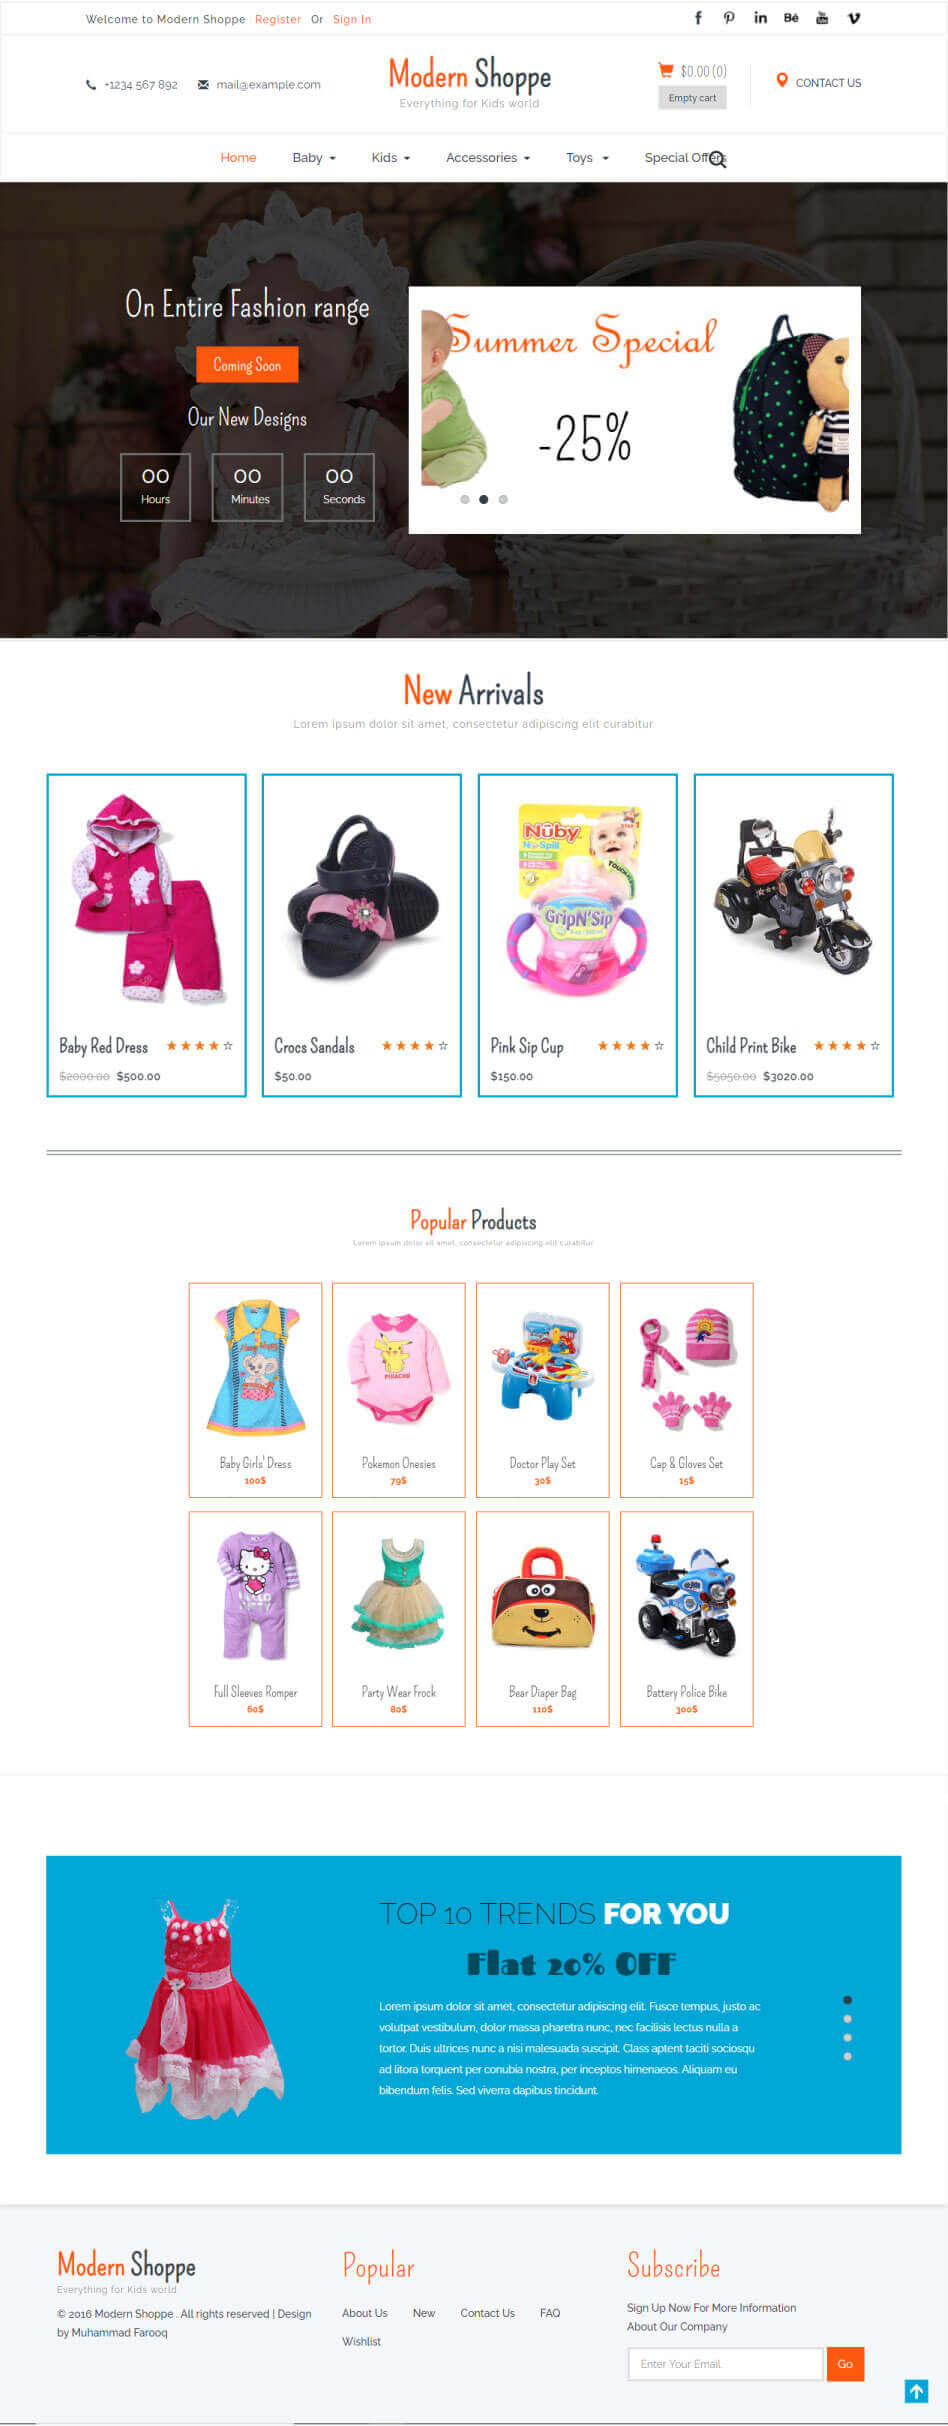 Welcome to Modern Shoppe Register Or Sign In
+1234 567 892 mail@example.com
Modern Shoppe
Everything for Kids world
$0.00 (0)
Empty cart
CONTACT US
Home Baby Kids Accessories Toys Special Offers
On Entire Fashion range
Coming Soon
Our New Designs
00 00 00
Hours Minutes Seconds
Summer Special
-25%
New Arrivals
Lorem ipsum dolor sit amet, consectetur adipiscing elit curabitur
Nûby
No-Spill
GripN'Sip
Baby Red Dress
$2000.00 $500.00
Crocs Sandals
$50.00
Pink Sip Cup
$150.00
Child Print Bike
$5050.00 $3020.00
Popular Products
Lorem ipsum dolor sit amet, consectetur adipiscing elit curabitur
PIKACHU
Baby Girls' Dress
100$
Pokemon Onesies
79$
Doctor Play Set
30$
Cap & Gloves Set
15$
Full Sleeves Romper
60$
Party Wear Frock
80$
Bear Diaper Bag
110$
Battery Police Bike
300$
TOP 10 TRENDS FOR YOU
Flat 20% OFF
Lorem ipsum dolor sit amet, consectetur adipiscing elit. Fusce tempus, justo ac
volutpat vestibulum, dolor massa pharetra nunc, nec facilisis lectus nulla a
tortor. Duis ultrices nunc a nisi malesuada suscipit. Class aptent taciti sociosqu
ad litora torquent per conubia nostra, per inceptos himenaeos. Aliquam eu
bibendum felis. Sed viverra dapibus tincidunt.
Modern Shoppe
Everything for Kids world
© 2016 Modern Shoppe . All rights reserved | Design
by Muhammad Farooq
Popular
About Us New Contact Us FAQ
Wishlist
Subscribe
Sign Up Now For More Information
About Our Company
Enter Your Email Go